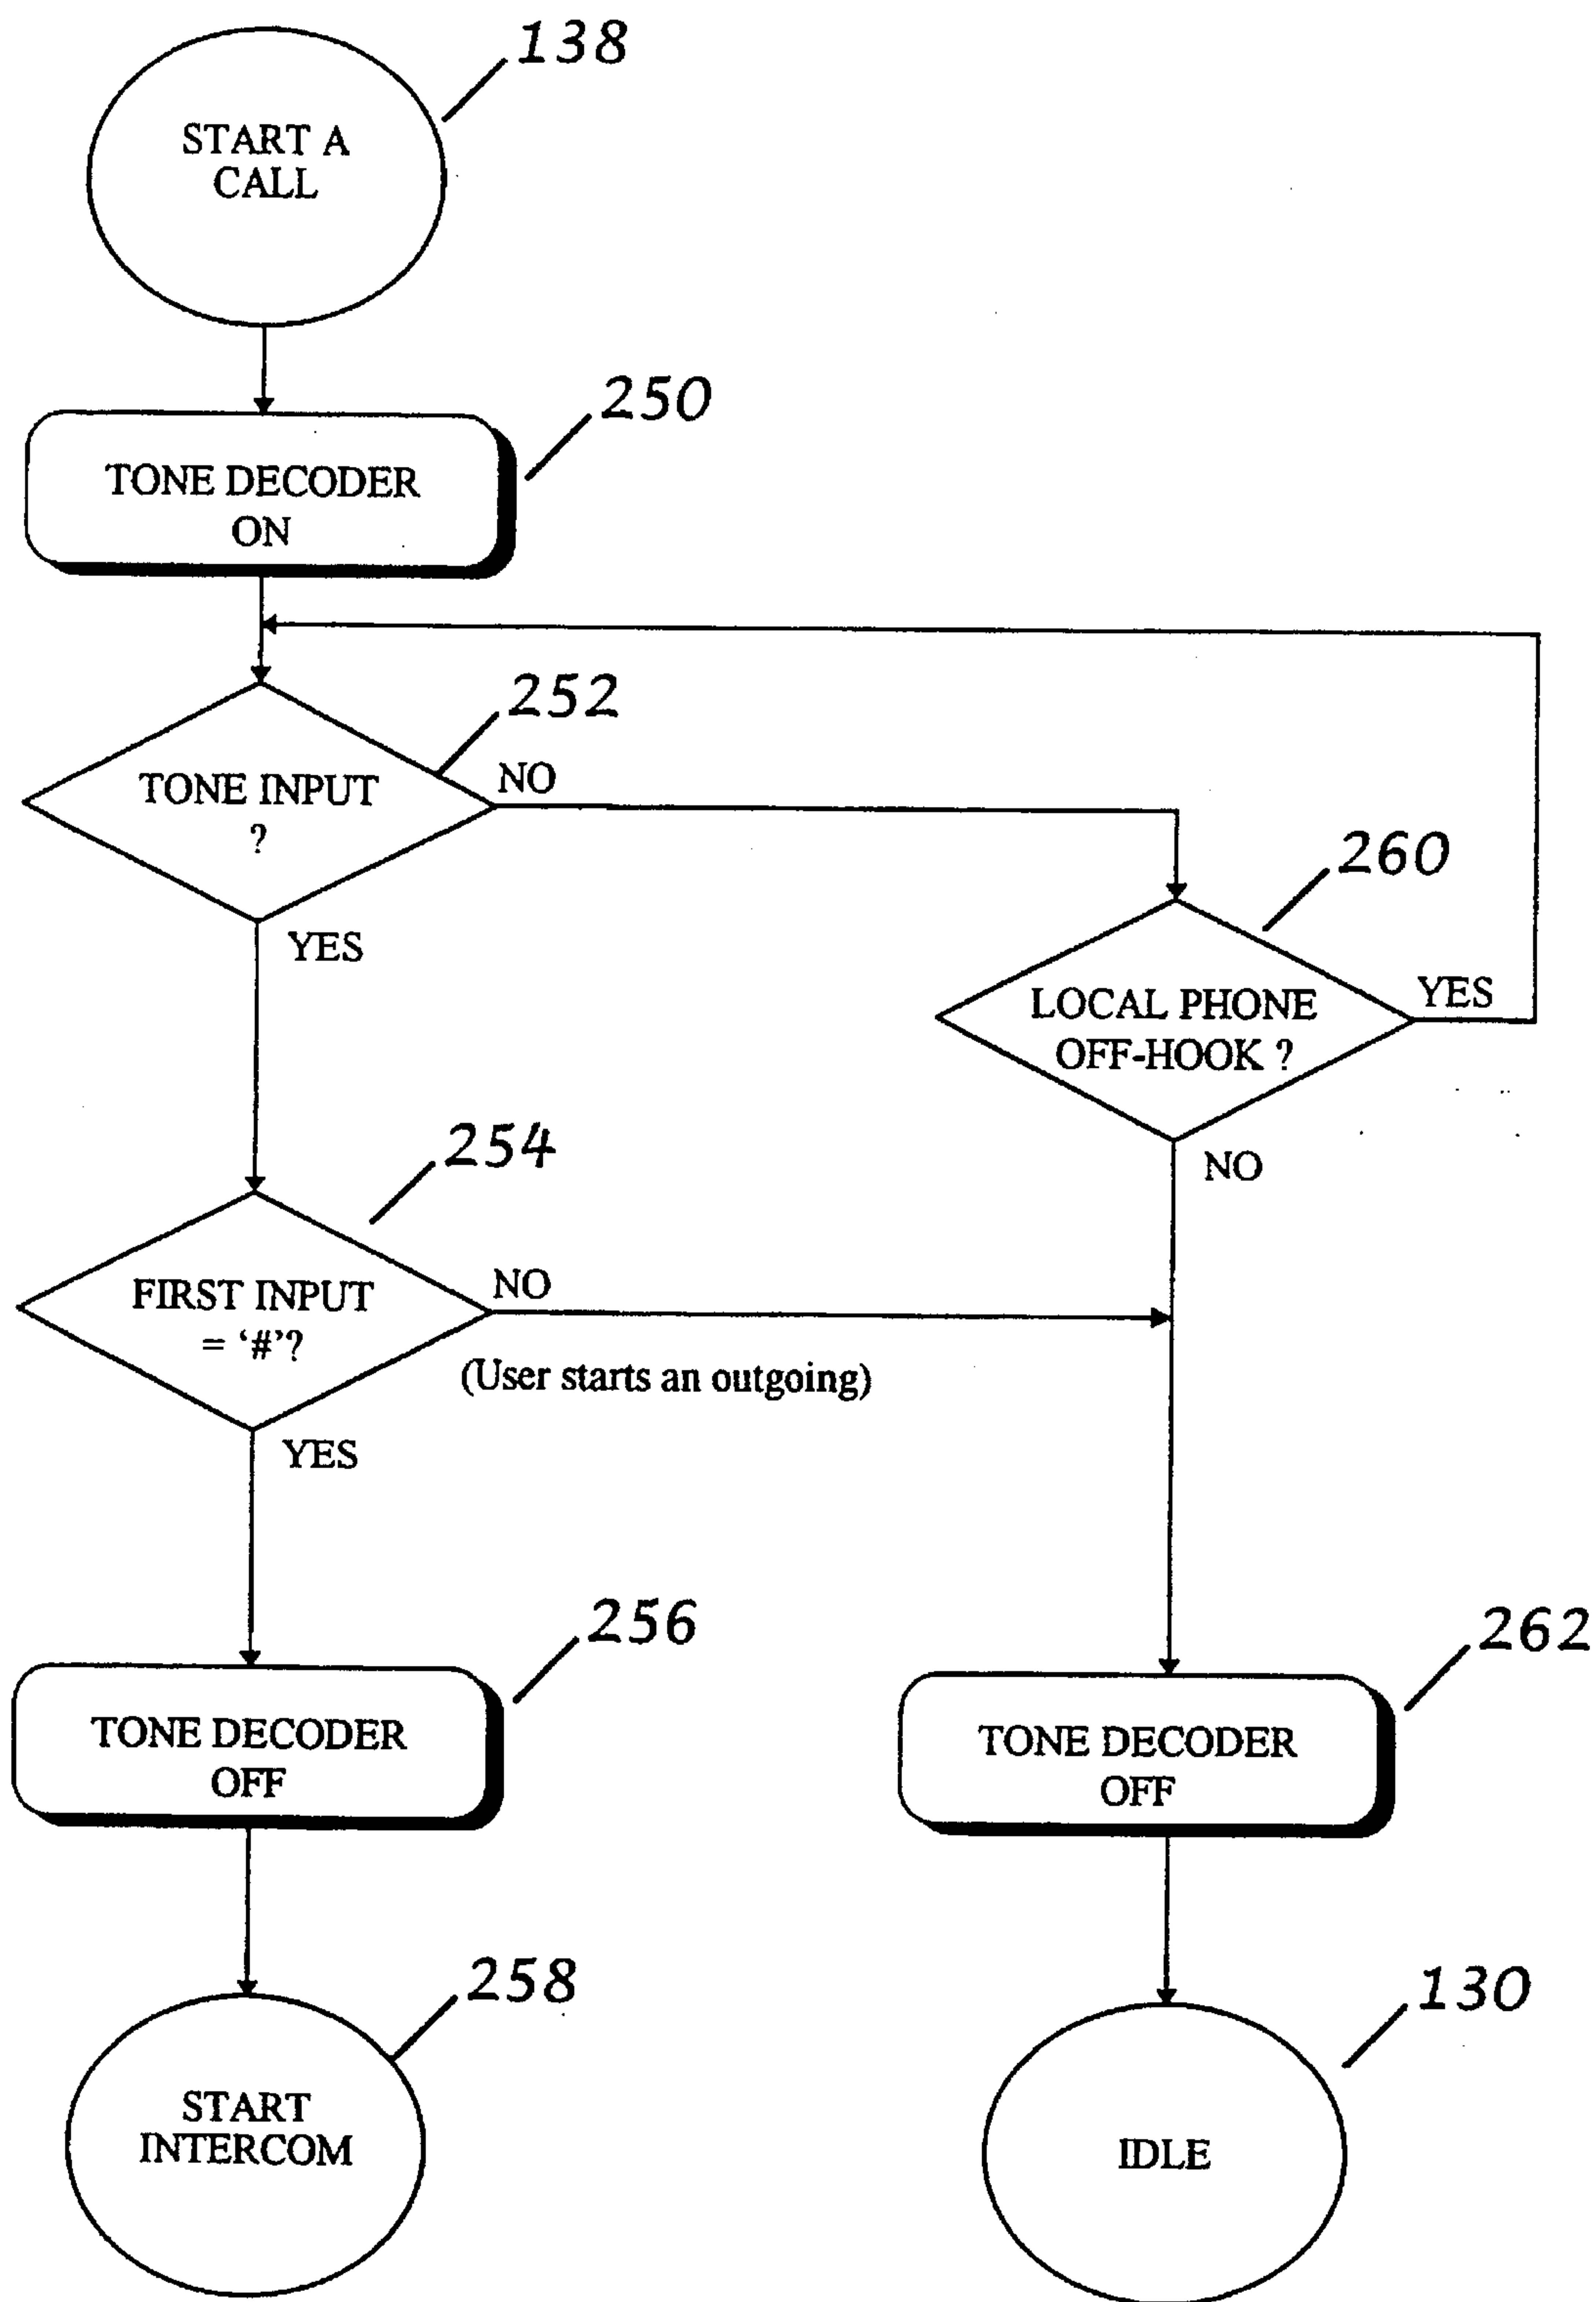 138
START A
CALL
250
TONE DECODER
ON
252
TONE INPUT
?
NO
YES
260
LOCAL PHONE
OFF-HOOK ?
YES
NO
254
FIRST INPUT
= ‘#’?
NO
(User starts an outgoing)
YES
256
TONE DECODER
OFF
262
TONE DECODER
OFF
258
START
INTERCOM
130
IDLE